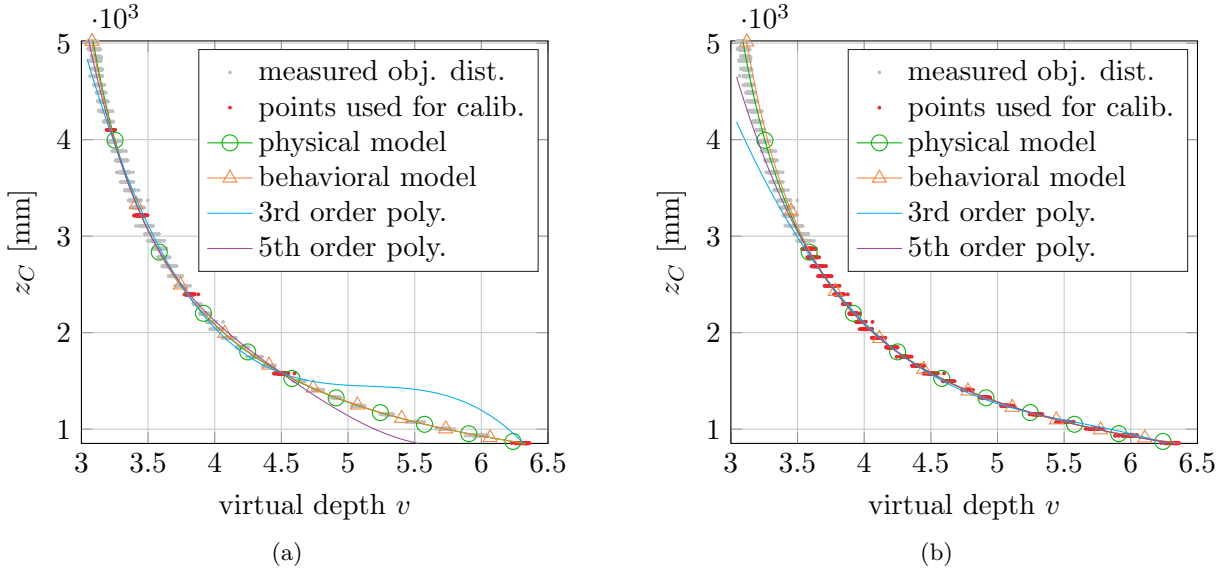 ·10³
5
4
3
2
1
z_C [mm]
measured obj. dist.
points used for calib.
physical model
behavioral model
3rd order poly.
5th order poly.
3 3.5 4 4.5 5 5.5 6 6.5
virtual depth v
(a)
·10³
5
4
3
2
1
z_C [mm]
measured obj. dist.
points used for calib.
physical model
behavioral model
3rd order poly.
5th order poly.
3 3.5 4 4.5 5 5.5 6 6.5
virtual depth v
(b)